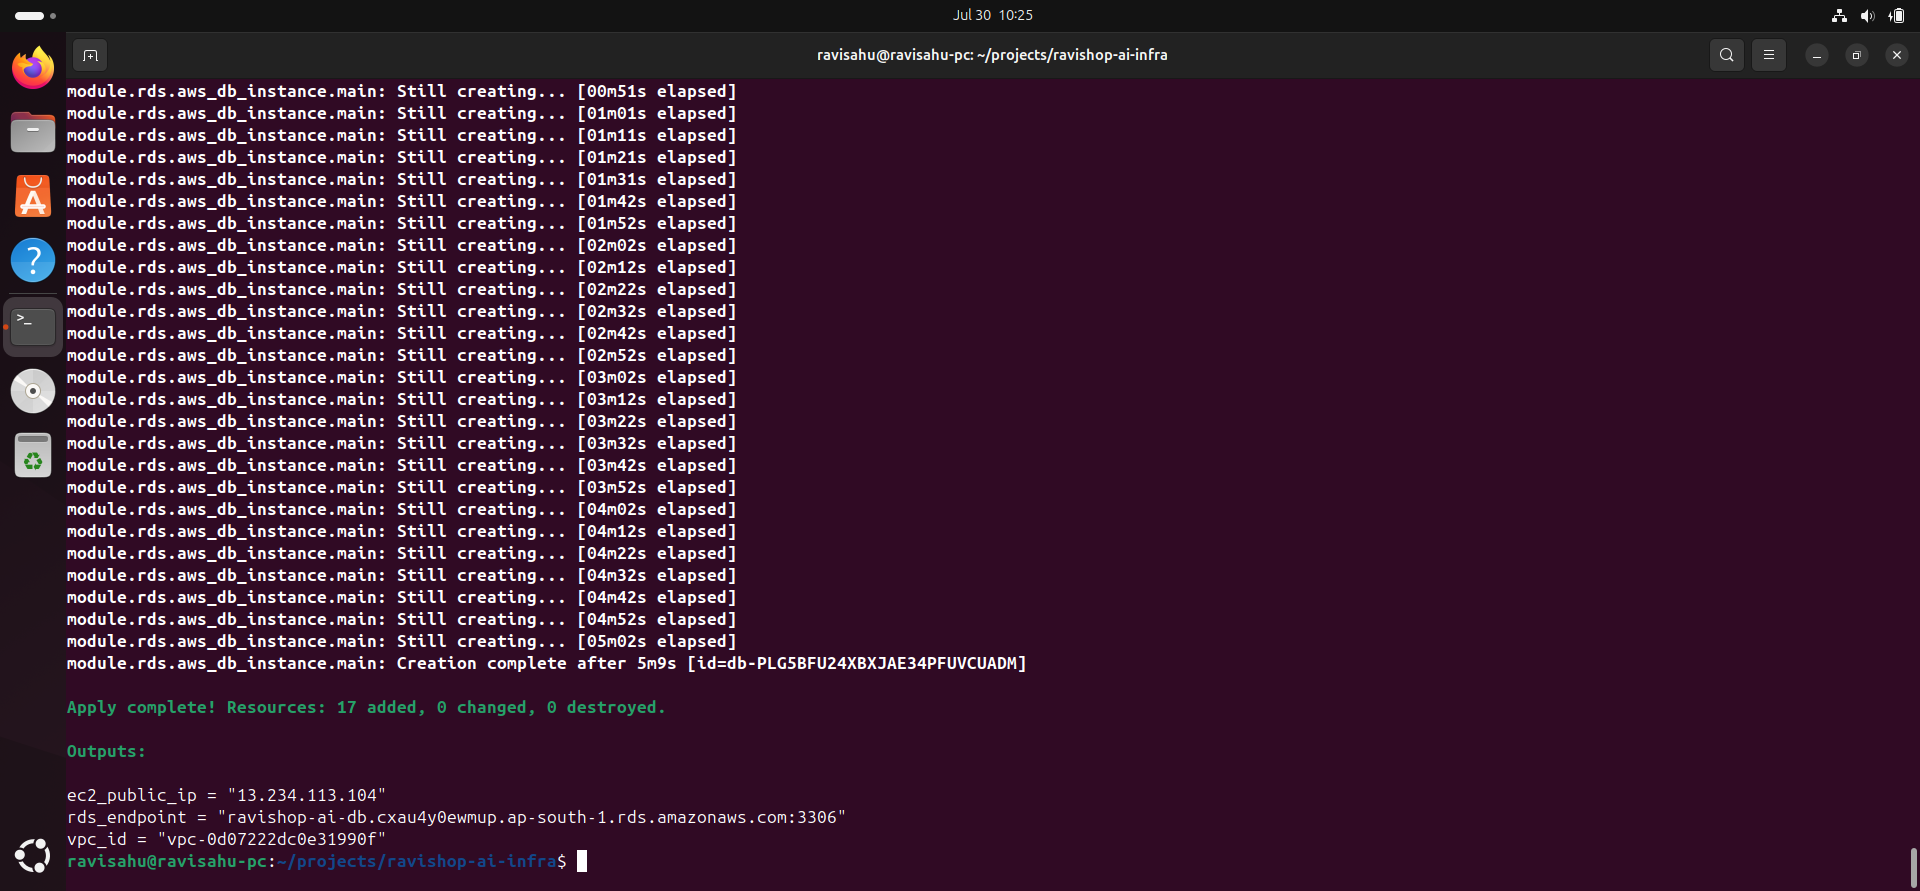 Jul 30 10:25
ravisahu@ravisahu-pc: ~/projects/ravishop-ai-infra
module.rds.aws_db_instance.main: Still creating... [00m51s elapsed]
module.rds.aws_db_instance.main: Still creating... [01m01s elapsed]
module.rds.aws_db_instance.main: Still creating... [01m11s elapsed]
module.rds.aws_db_instance.main: Still creating... [01m21s elapsed]
module.rds.aws_db_instance.main: Still creating... [01m31s elapsed]
module.rds.aws_db_instance.main: Still creating... [01m42s elapsed]
module.rds.aws_db_instance.main: Still creating... [01m52s elapsed]
module.rds.aws_db_instance.main: Still creating... [02m02s elapsed]
module.rds.aws_db_instance.main: Still creating... [02m12s elapsed]
module.rds.aws_db_instance.main: Still creating... [02m22s elapsed]
module.rds.aws_db_instance.main: Still creating... [02m32s elapsed]
module.rds.aws_db_instance.main: Still creating... [02m42s elapsed]
module.rds.aws_db_instance.main: Still creating... [02m52s elapsed]
module.rds.aws_db_instance.main: Still creating... [03m02s elapsed]
module.rds.aws_db_instance.main: Still creating... [03m12s elapsed]
module.rds.aws_db_instance.main: Still creating... [03m22s elapsed]
module.rds.aws_db_instance.main: Still creating... [03m32s elapsed]
module.rds.aws_db_instance.main: Still creating... [03m42s elapsed]
module.rds.aws_db_instance.main: Still creating... [03m52s elapsed]
module.rds.aws_db_instance.main: Still creating... [04m02s elapsed]
module.rds.aws_db_instance.main: Still creating... [04m12s elapsed]
module.rds.aws_db_instance.main: Still creating... [04m22s elapsed]
module.rds.aws_db_instance.main: Still creating... [04m32s elapsed]
module.rds.aws_db_instance.main: Still creating... [04m42s elapsed]
module.rds.aws_db_instance.main: Still creating... [04m52s elapsed]
module.rds.aws_db_instance.main: Still creating... [05m02s elapsed]
module.rds.aws_db_instance.main: Creation complete after 5m9s [id=db-PLG5BFU24XBXJAE34PFUVCUADM]
Apply complete! Resources: 17 added, 0 changed, 0 destroyed.
Outputs:
ec2_public_ip = "13.234.113.104"
rds_endpoint = "ravishop-ai-db.cxau4y0ewmup.ap-south-1.rds.amazonaws.com:3306"
vpc_id = "vpc-0d07222dc0e31990f"
ravisahu@ravisahu-pc:~/projects/ravishop-ai-infra$